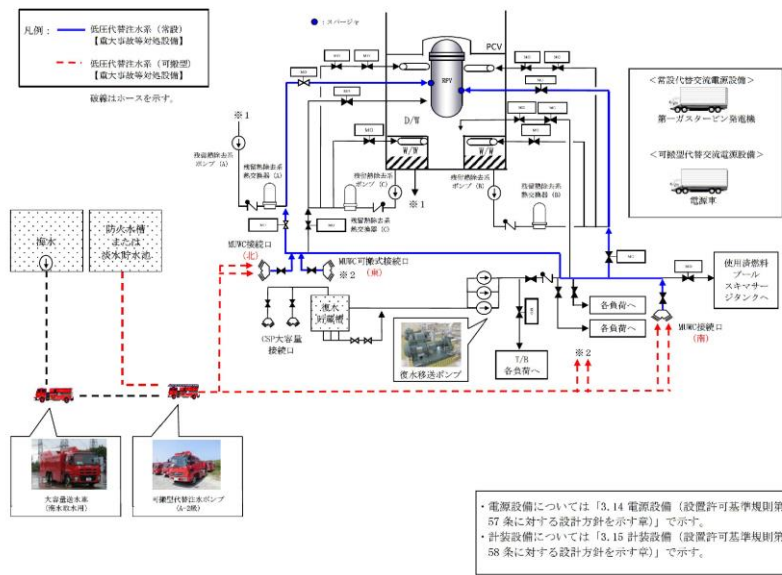 凡例：
低圧代替注水系（常設）
【重大事故等対処設備】
低圧代替注水系（可搬型）
【重大事故等対処設備】
破線はホースを示す。
●：スパージャ
PCV
RPV
D/W
W/W
W/W
※1
※1
残留熱除去系
ポンプ (A)
残留熱除去系
熱交換器 (A)
残留熱除去系
ポンプ (C)
残留熱除去系
熱交換器 (C)
残留熱除去系
ポンプ (B)
残留熱除去系
熱交換器 (B)
＜常設代替交流電源設備＞
第一ガスタービン発電機
＜可搬型代替交流電源設備＞
電源車
海水
防火水槽
または
淡水貯水池
MUWC接続口
(北)
MUWC可搬式接続口
※2
(東)
復水
貯蔵槽
CSP大容量
接続口
復水移送ポンプ
T/B
各負荷へ
各負荷へ
各負荷へ
使用済燃料
プール
スキマサー
ジタンクへ
MUWC接続口
(南)
※2
大容量送水車
(海水取水用)
可搬型代替注水ポンプ
(A-2級)
・電源設備については「3.14 電源設備（設置許可基準規則第
57 条に対する設計方針を示す章）」で示す。
・計装設備については「3.15 計装設備（設置許可基準規則第
58 条に対する設計方針を示す章）」で示す。